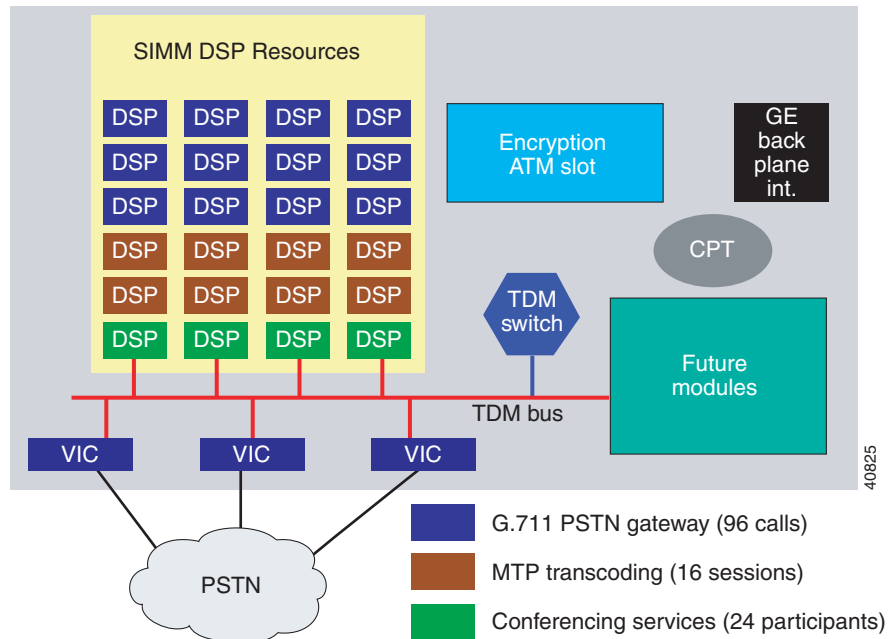 SIMM DSP Resources
DSP DSP DSP DSP
DSP DSP DSP DSP
DSP DSP DSP DSP
DSP DSP DSP DSP
DSP DSP DSP DSP
DSP DSP DSP DSP
Encryption
ATM slot
GE
back
plane
int.
CPT
TDM
switch
Future
modules
TDM bus
VIC VIC VIC
PSTN
40825
G.711 PSTN gateway (96 calls)
MTP transcoding (16 sessions)
Conferencing services (24 participants)